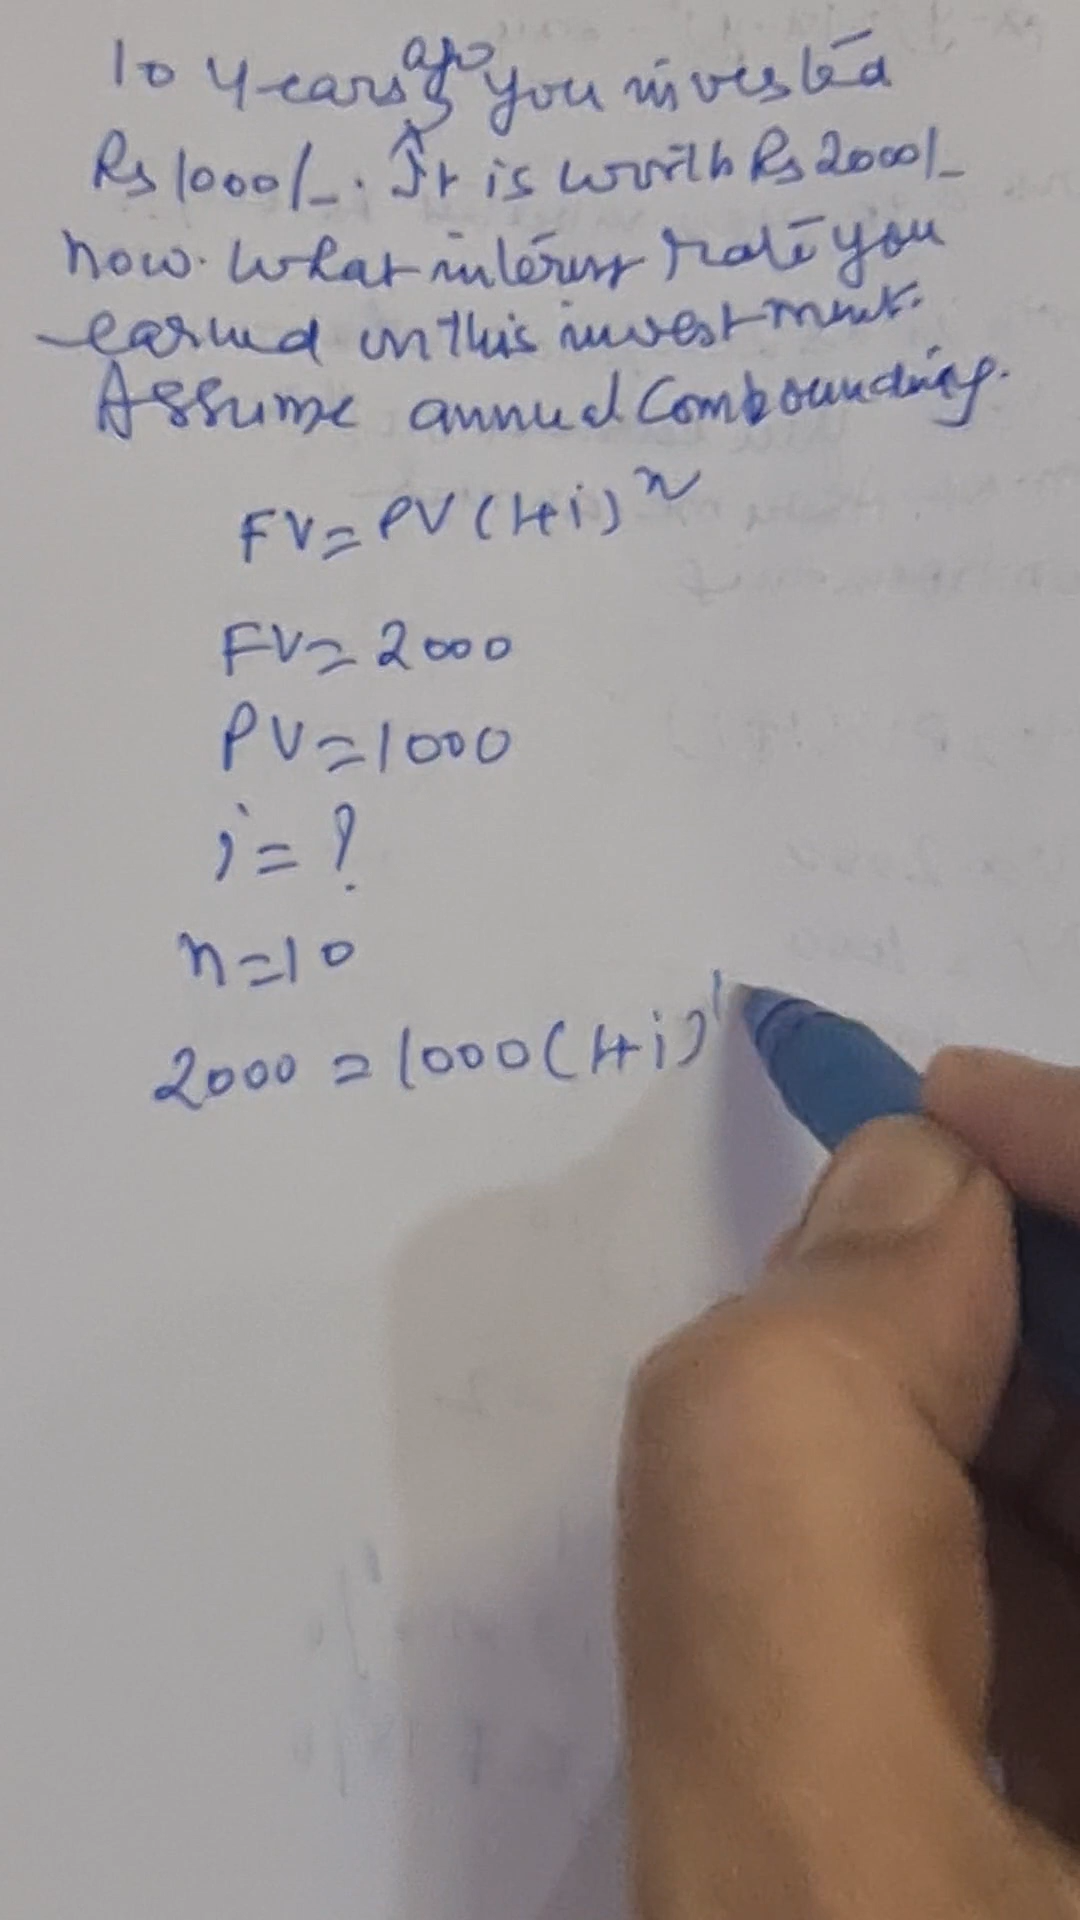 10 years ago you invested
Rs 1000/-. It is worth Rs 2000/-
now. What interest rate you
earned on this investment.
Assume annual Compounding.
FV = PV(1+i)^n
FV = 2000
PV = 1000
i = ?
n = 10
2000 = 1000(1+i)^1